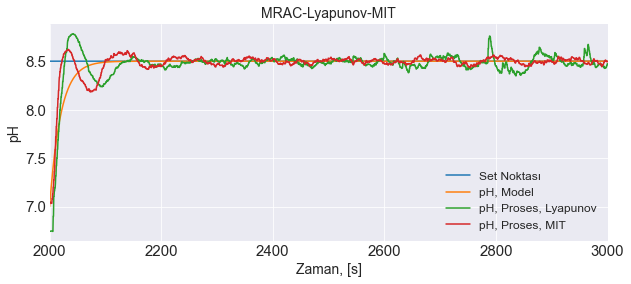 MRAC-Lyapunov-MIT
pH
8.5
8.0
7.5
7.0
Set Noktası
pH, Model
pH, Proses, Lyapunov
pH, Proses, MIT
2000
2200
2400
2600
2800
3000
Zaman, [s]